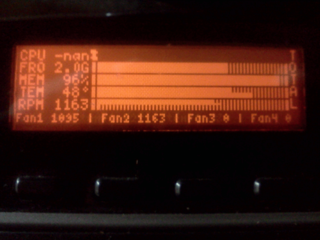 CPU -nan%
FRQ 2.0G
MEM 96%
TEM 48°
RPM 1163
TOTAL
Fan1 1095 | Fan2 1163 | Fan3 0 | Fan4 0